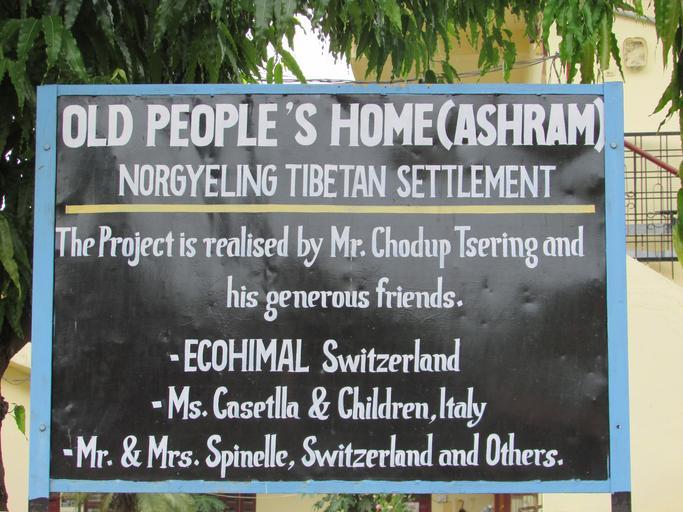 OLD PEOPLE'S HOME(ASHRAM)
NORGYELING TIBETAN SETTLEMENT
The Project is realised by Mr. Chodup Tsering and
his generous friends.
-ECOHIMAL Switzerland
-Ms. Casetlla & Children, Italy
-Mr. & Mrs. Spinelle, Switzerland and Others.